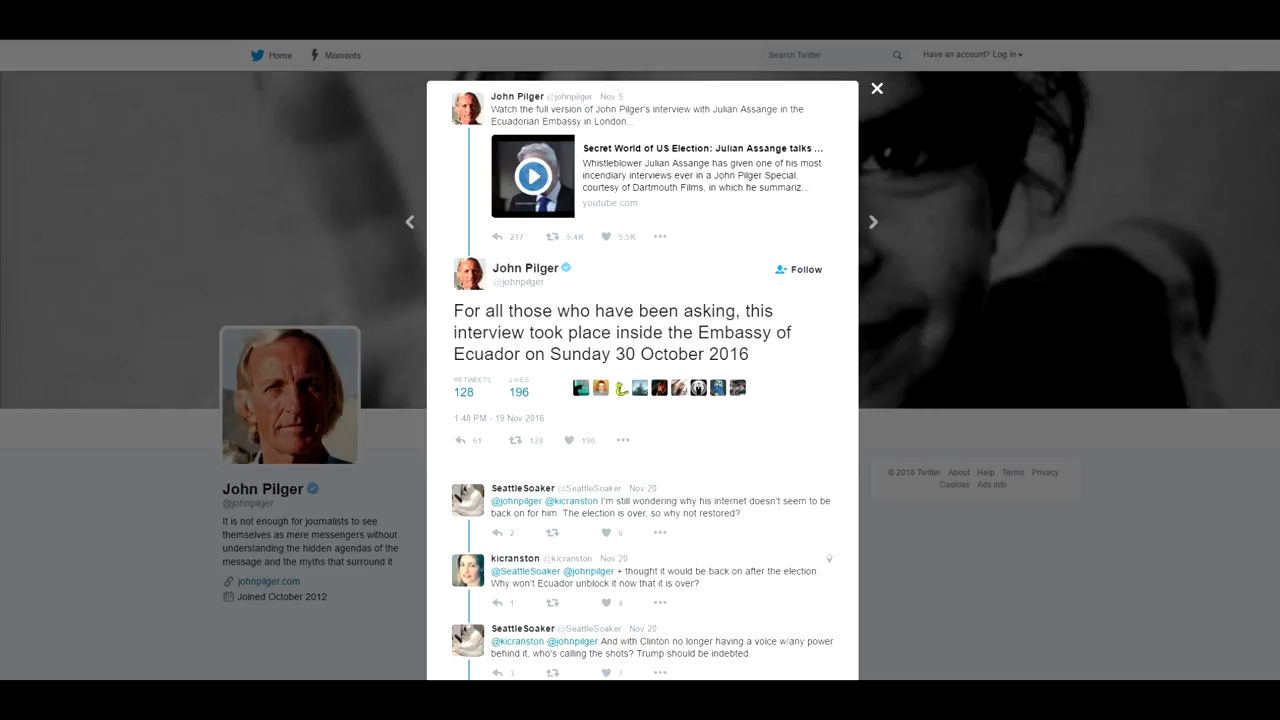 Home
Moments
Search Twitter
Have an account? Log in
John Pilger @johnpilger Nov 5
Watch the full version of John Pilger's interview with Julian Assange in the
Ecuadorian Embassy in London...
Secret World of US Election: Julian Assange talks ...
Whistleblower Julian Assange has given one of his most
incendiary interviews ever in a John Pilger Special,
courtesy of Dartmouth Films, in which he summariz...
youtube.com
217 5.4K 5.5K
John Pilger
@johnpilger
Follow
For all those who have been asking, this
interview took place inside the Embassy of
Ecuador on Sunday 30 October 2016
RETWEETS LIKES
128 196
1:48 PM - 19 Nov 2016
61 128 196
SeattleSoaker @SeattleSoaker Nov 20
@johnpilger @kicranston I'm still wondering why his internet doesn't seem to be
back on for him. The election is over, so why not restored?
2 6
kicranston @kicranston Nov 20
@SeattleSoaker @johnpilger + thought it would be back on after the election.
Why won't Ecuador unblock it now that it is over?
1 4
SeattleSoaker @SeattleSoaker Nov 20
@kicranston @johnpilger And with Clinton no longer having a voice w/any power
behind it, who's calling the shots? Trump should be indebted.
3 7
John Pilger
@johnpilger
It is not enough for journalists to see
themselves as mere messengers without
understanding the hidden agendas of the
message and the myths that surround it
johnpilger.com
Joined October 2012
© 2016 Twitter About Help Terms Privacy
Cookies Ads info